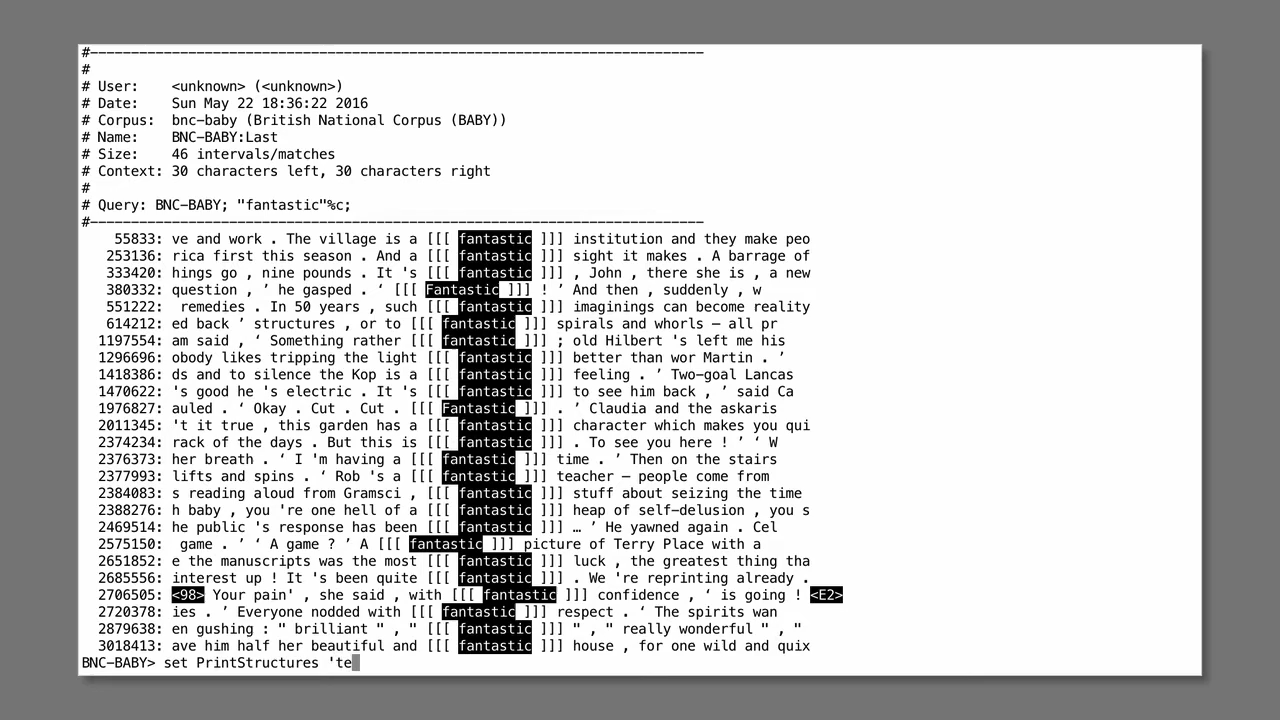 #---------------------------------------------------------------------------
#
# User:    <unknown> (<unknown>)
# Date:    Sun May 22 18:36:22 2016
# Corpus:  bnc-baby (British National Corpus (BABY))
# Name:    BNC-BABY:Last
# Size:    46 intervals/matches
# Context: 30 characters left, 30 characters right
#
# Query: BNC-BABY; "fantastic"%c;
#---------------------------------------------------------------------------
55833: ve and work . The village is a [[[ fantastic ]]] institution and they make peo
253136: rica first this season . And a [[[ fantastic ]]] sight it makes . A barrage of
333420: hings go , nine pounds . It 's [[[ fantastic ]]] , John , there she is , a new
380332: question , ’ he gasped . ‘ [[[ Fantastic ]]] ! ’ And then , suddenly , w
551222:  remedies . In 50 years , such [[[ fantastic ]]] imaginings can become reality
614212: ed back ’ structures , or to [[[ fantastic ]]] spirals and whorls — all pr
1197554: am said , ‘ Something rather [[[ fantastic ]]] ; old Hilbert 's left me his
1296696: obody likes tripping the light [[[ fantastic ]]] better than wor Martin . ’
1418386: ds and to silence the Kop is a [[[ fantastic ]]] feeling . ’ Two-goal Lancas
1470622: 's good he 's electric . It 's [[[ fantastic ]]] to see him back , ’ said Ca
1976827: auled . ‘ Okay . Cut . Cut . [[[ Fantastic ]]] . ’ Claudia and the askaris
2011345: 't it true , this garden has a [[[ fantastic ]]] character which makes you qui
2374234: rack of the days . But this is [[[ fantastic ]]] . To see you here ! ’ ‘ W
2376373: her breath . ‘ I 'm having a [[[ fantastic ]]] time . ’ Then on the stairs
2377993: lifts and spins . ‘ Rob 's a [[[ fantastic ]]] teacher — people come from
2384083: s reading aloud from Gramsci , [[[ fantastic ]]] stuff about seizing the time
2388276: h baby , you 're one hell of a [[[ fantastic ]]] heap of self-delusion , you s
2469514: he public 's response has been [[[ fantastic ]]] … ’ He yawned again . Cel
2575150:  game . ’ ‘ A game ? ’ A [[[ fantastic ]]] picture of Terry Place with a
2651852: e the manuscripts was the most [[[ fantastic ]]] luck , the greatest thing tha
2685556: interest up ! It 's been quite [[[ fantastic ]]] . We 're reprinting already .
2706505: <98> Your pain' , she said , with [[[ fantastic ]]] confidence , ‘ is going ! <E2>
2720378: ies . ’ Everyone nodded with [[[ fantastic ]]] respect . ‘ The spirits wan
2879638: en gushing : " brilliant " , " [[[ fantastic ]]] " , " really wonderful " , "
3018413: ave him half her beautiful and [[[ fantastic ]]] house , for one wild and quix
BNC-BABY> set PrintStructures 'te